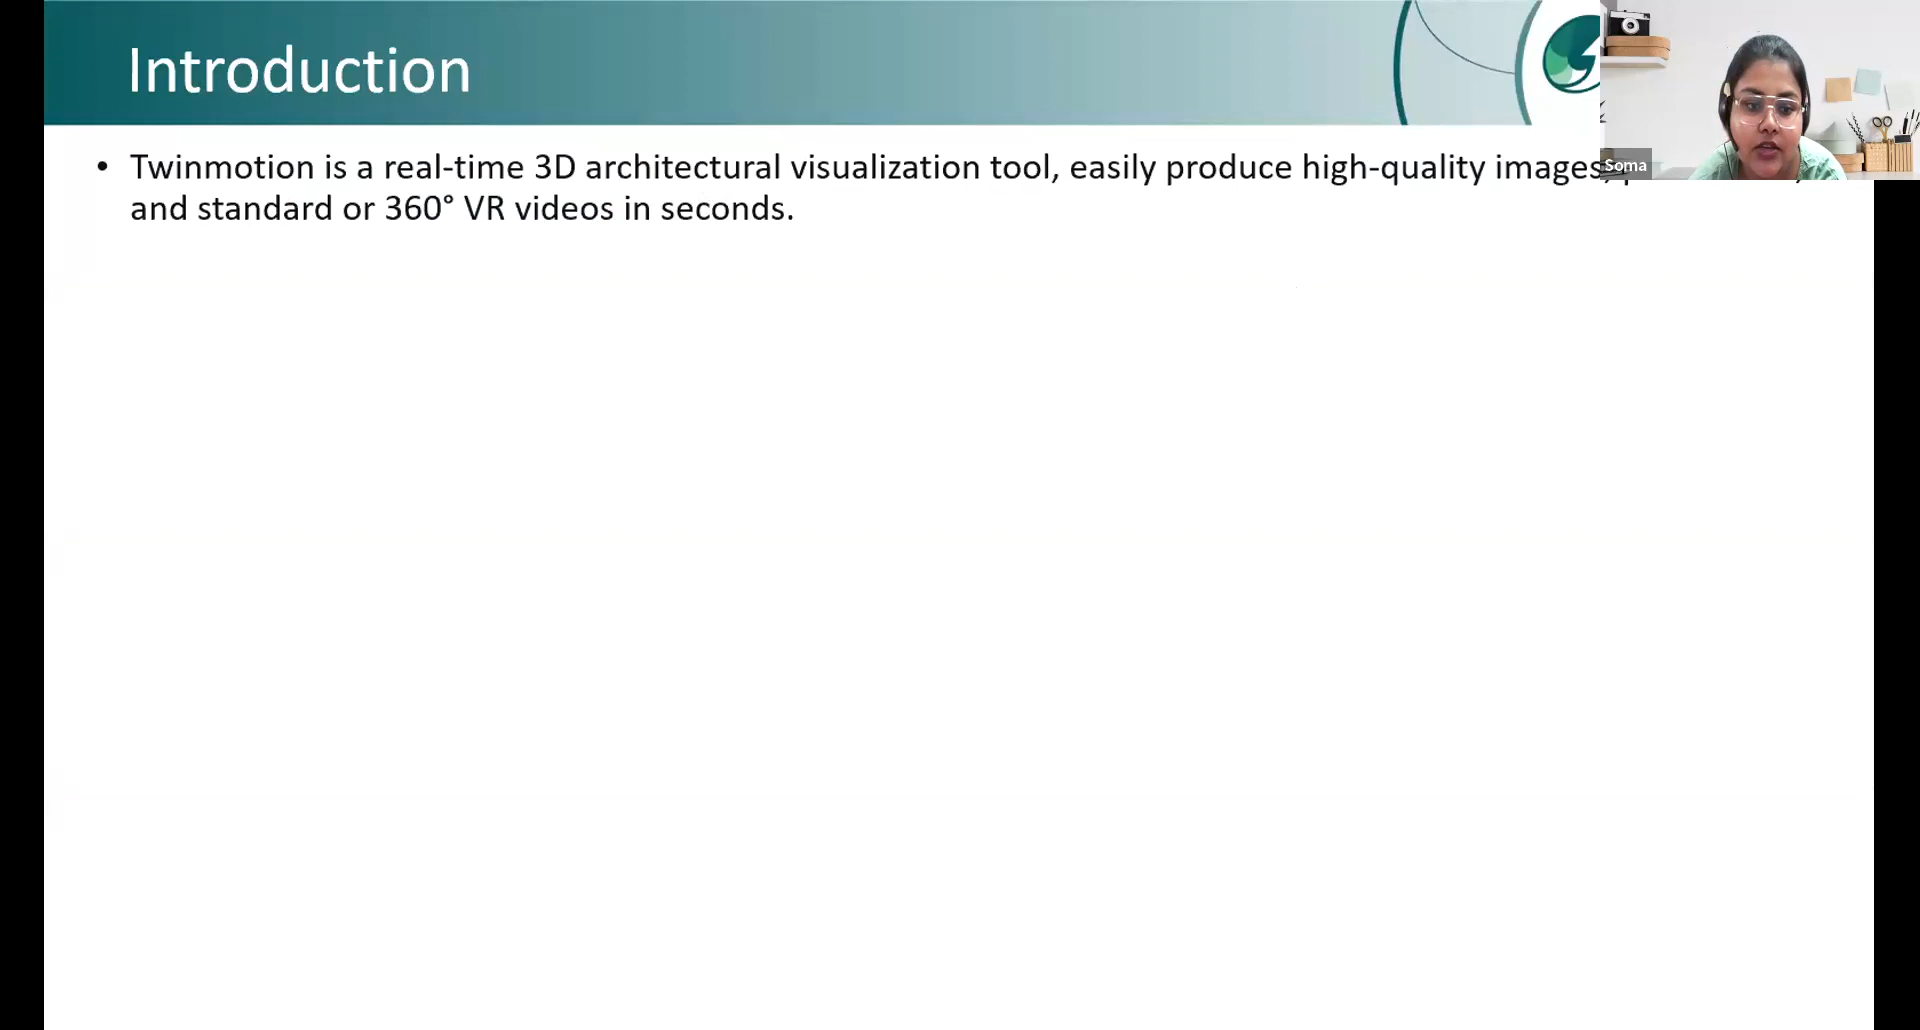 Introduction
• Twinmotion is a real-time 3D architectural visualization tool, easily produce high-quality images,
and standard or 360° VR videos in seconds.
Soma